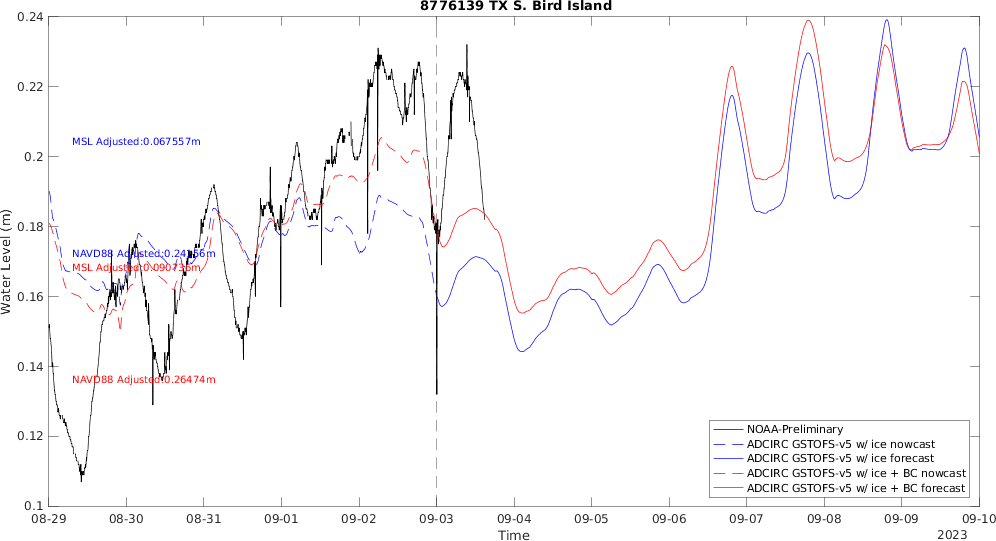 8776139 TX S. Bird Island
0.24
0.22
0.2
0.18
0.16
0.14
0.12
0.1
Water Level (m)
MSL Adjusted:0.067557m
MSL Adjusted:0.090736m
NAVD88 Adjusted:0.26474m
NOAA-Preliminary
ADCIRC GSTOFS-v5 w/ ice nowcast
ADCIRC GSTOFS-v5 w/ ice forecast
ADCIRC GSTOFS-v5 w/ ice + BC nowcast
ADCIRC GSTOFS-v5 w/ ice + BC forecast
08-29 08-30 08-31 09-01 09-02 09-03 09-04 09-05 09-06 09-07 09-08 09-09 09-10
Time
2023